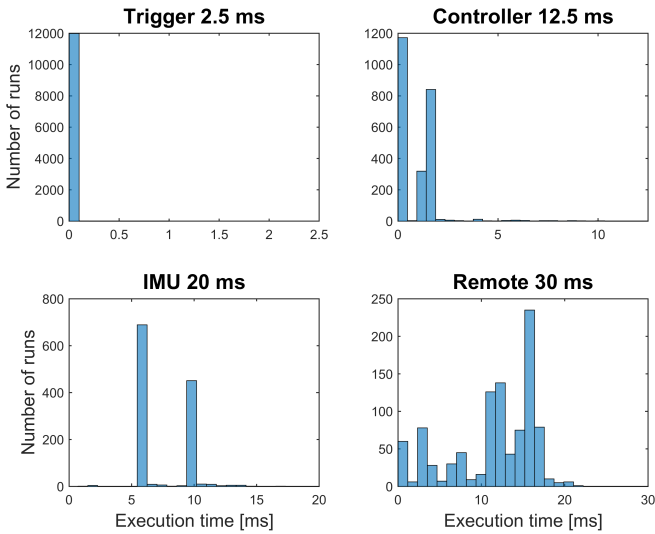 Trigger 2.5 ms
Controller 12.5 ms
Number of runs
12000
10000
8000
6000
4000
2000
0
0 0.5 1 1.5 2 2.5
1200
1000
800
600
400
200
0
0 5 10
IMU 20 ms
Remote 30 ms
Number of runs
800
600
400
200
0
0 5 10 15 20
Execution time [ms]
250
200
150
100
50
0
0 10 20 30
Execution time [ms]